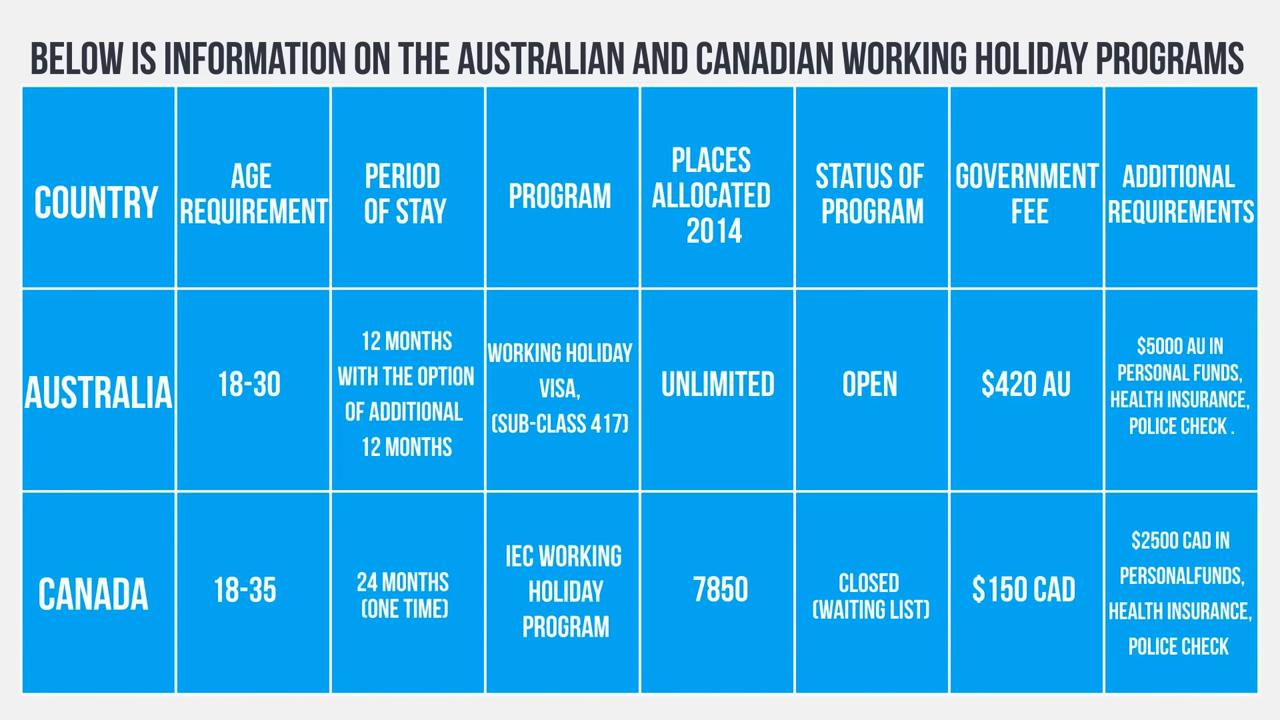 BELOW IS INFORMATION ON THE AUSTRALIAN AND CANADIAN WORKING HOLIDAY PROGRAMS
COUNTRY
AGE
REQUIREMENT
PERIOD
OF STAY
PROGRAM
PLACES
ALLOCATED
2014
STATUS OF
PROGRAM
GOVERNMENT
FEE
ADDITIONAL
REQUIREMENTS
AUSTRALIA
18-30
12 MONTHS
WITH THE OPTION
OF ADDITIONAL
12 MONTHS
WORKING HOLIDAY
VISA,
(SUB-CLASS 417)
UNLIMITED
OPEN
$420 AU
$5000 AU IN
PERSONAL FUNDS,
HEALTH INSURANCE,
POLICE CHECK .
CANADA
18-35
24 MONTHS
(ONE TIME)
IEC WORKING
HOLIDAY
PROGRAM
7850
CLOSED
(WAITING LIST)
$150 CAD
$2500 CAD IN
PERSONALFUNDS,
HEALTH INSURANCE,
POLICE CHECK